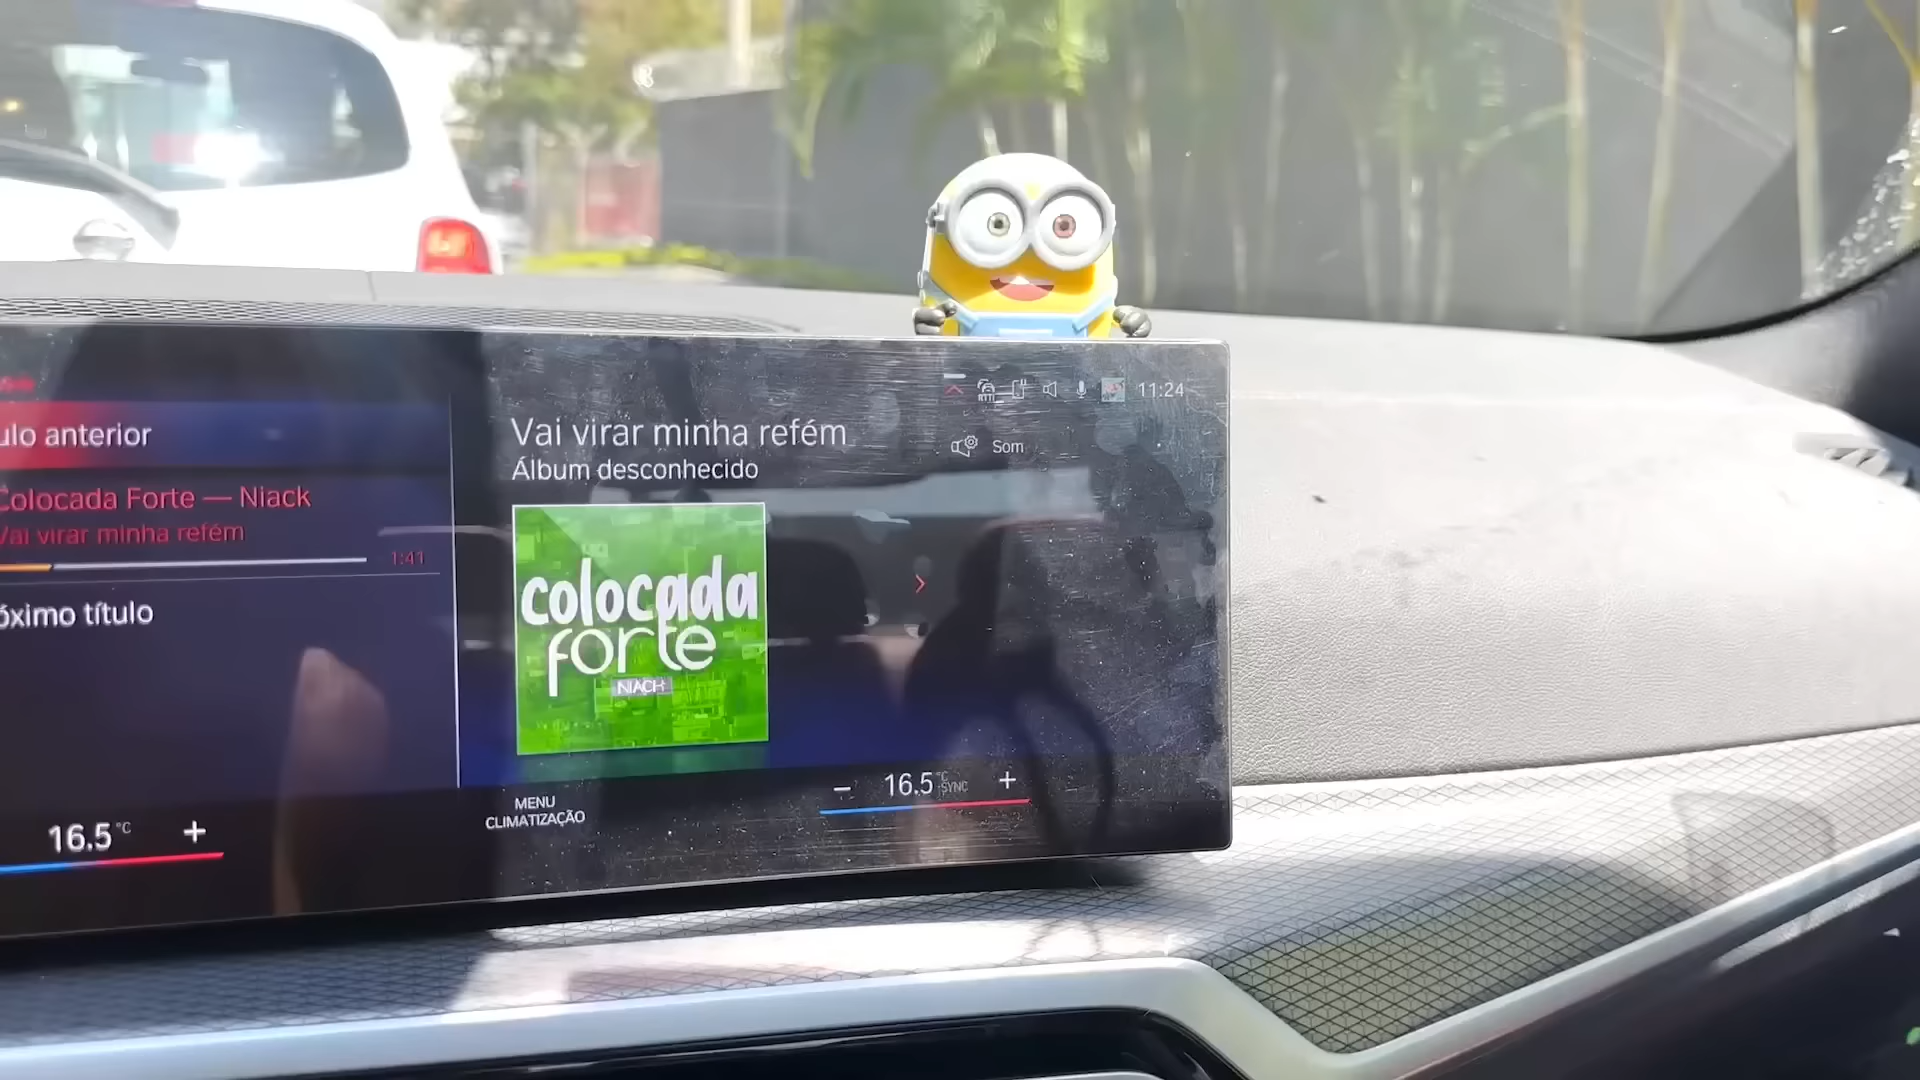 ulo anterior
Colocada Forte — Niack
Vai virar minha refém
1:41
óximo título
16.5 °C +
Vai virar minha refém
Álbum desconhecido
RTTI
11:24
Som
colocada
forte
NIACK
MENU
CLIMATIZAÇÃO
− 16.5 °C SYNC +